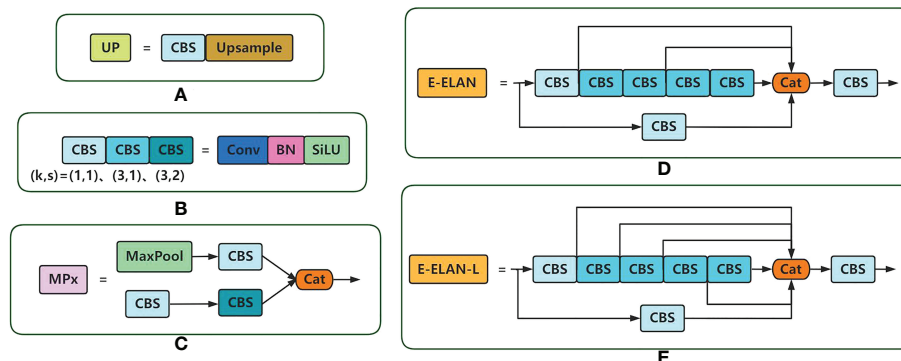 UP = CBS Upsample
A
CBS CBS CBS = Conv BN SiLU
(k,s)=(1,1)、(3,1)、(3,2)
B
MPx = MaxPool CBS
CBS CBS Cat
C
E-ELAN = CBS CBS CBS CBS CBS Cat CBS
CBS
D
E-ELAN-L = CBS CBS CBS CBS CBS Cat CBS
CBS